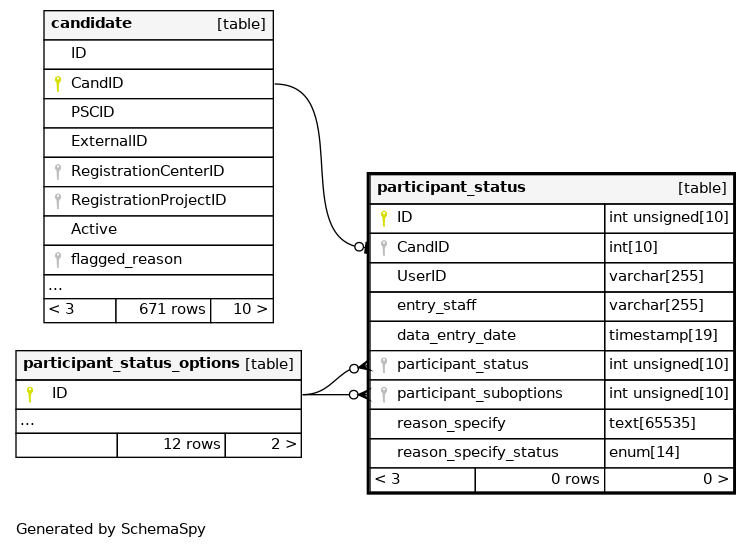 candidate [table]
ID
CandID
PSCID
ExternalID
RegistrationCenterID
RegistrationProjectID
Active
flagged_reason
...
< 3 671 rows 10 >
participant_status_options [table]
ID
...
12 rows 2 >
participant_status [table]
ID int unsigned[10]
CandID int[10]
UserID varchar[255]
entry_staff varchar[255]
data_entry_date timestamp[19]
participant_status int unsigned[10]
participant_suboptions int unsigned[10]
reason_specify text[65535]
reason_specify_status enum[14]
< 3 0 rows 0 >
Generated by SchemaSpy